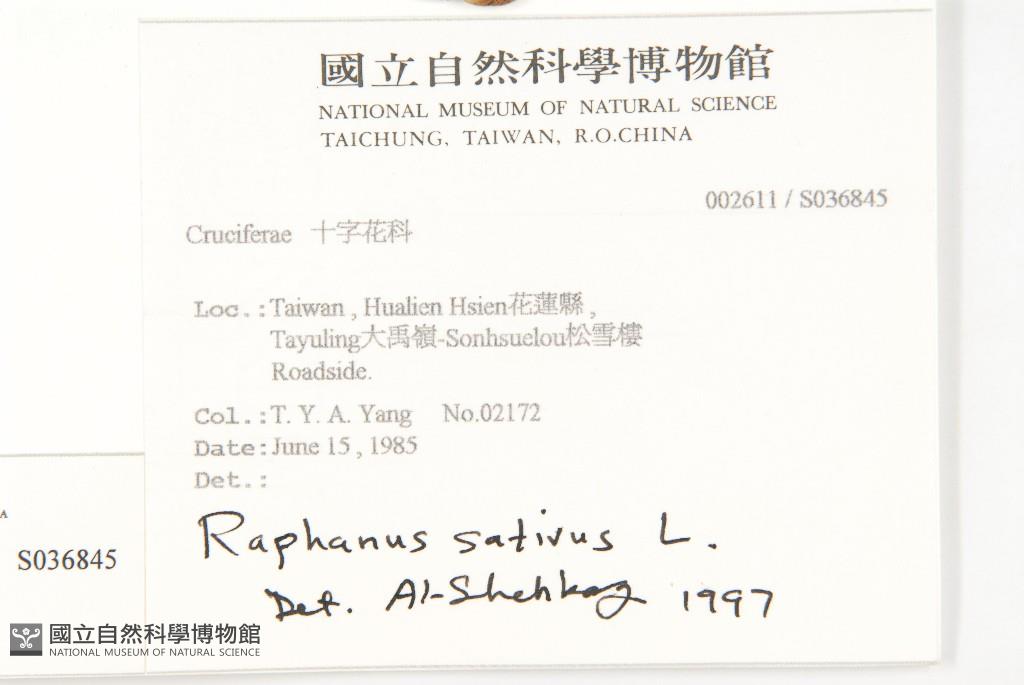 國立自然科學博物館
NATIONAL MUSEUM OF NATURAL SCIENCE
TAICHUNG, TAIWAN, R.O.CHINA
002611 / S036845
Cruciferae 十字花科
Loc.:Taiwan , Hualien Hsien花蓮縣 ,
Tayuling大禹嶺-Sonhsuelou松雪樓
Roadside.
Col.:T. Y. A. Yang No.02172
Date:June 15 , 1985
Det.:
Raphanus sativus L.
Det. Al-Shehbaz 1997
A
S036845
國立自然科學博物館
NATIONAL MUSEUM OF NATURAL SCIENCE